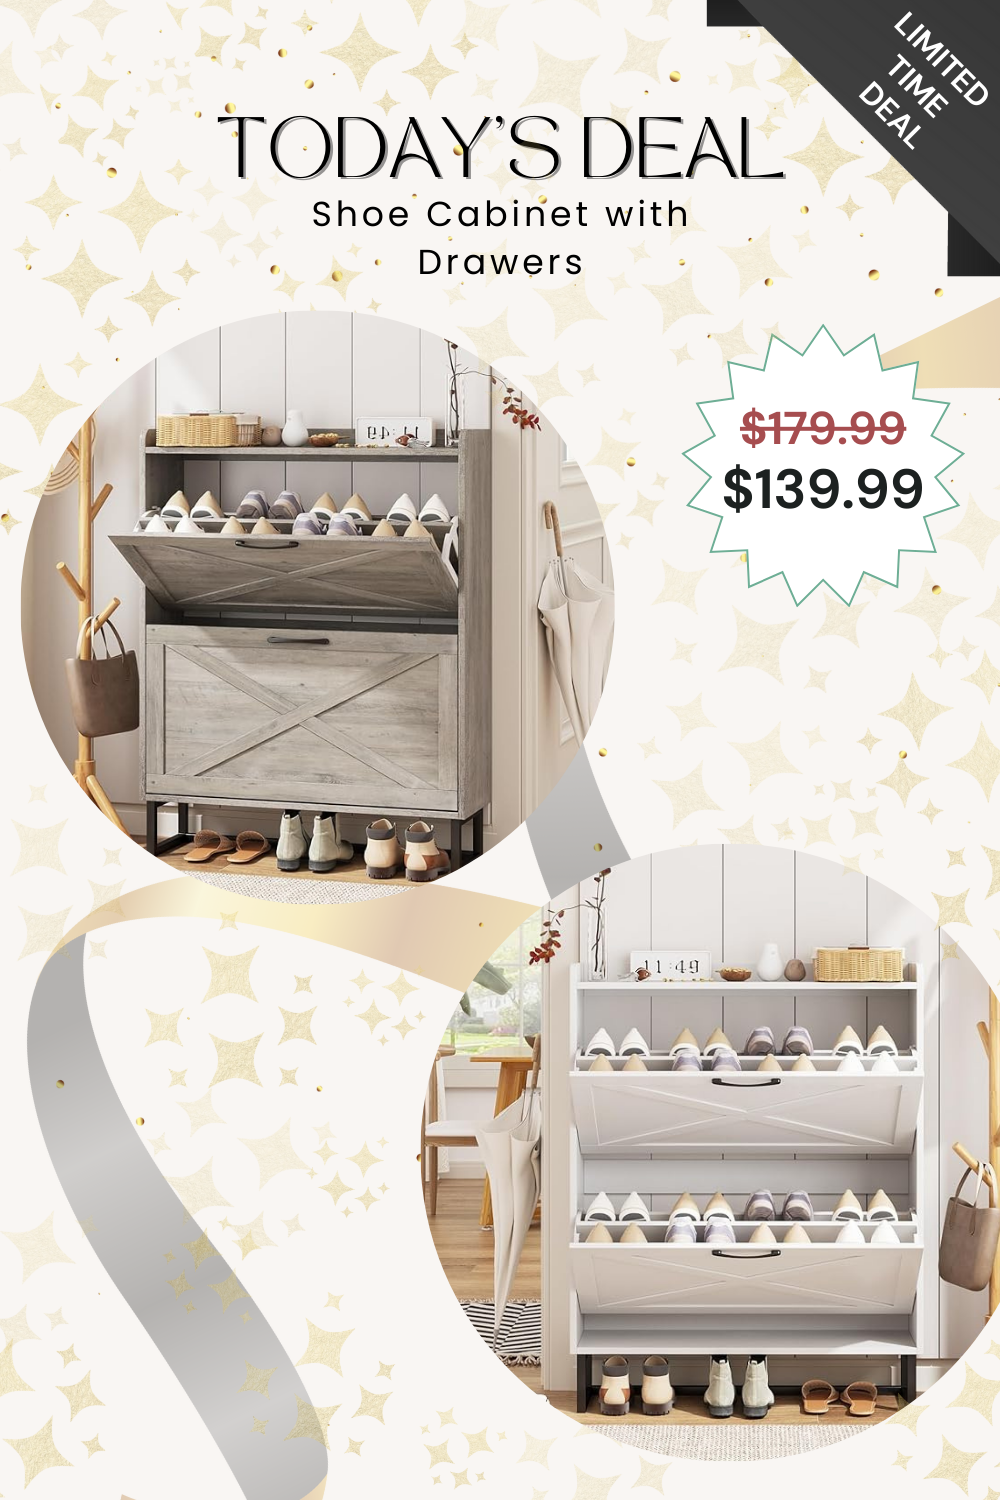 LIMITED
TIME
DEAL
TODAY'S DEAL
Shoe Cabinet with
Drawers
$179.99
$139.99
11:49